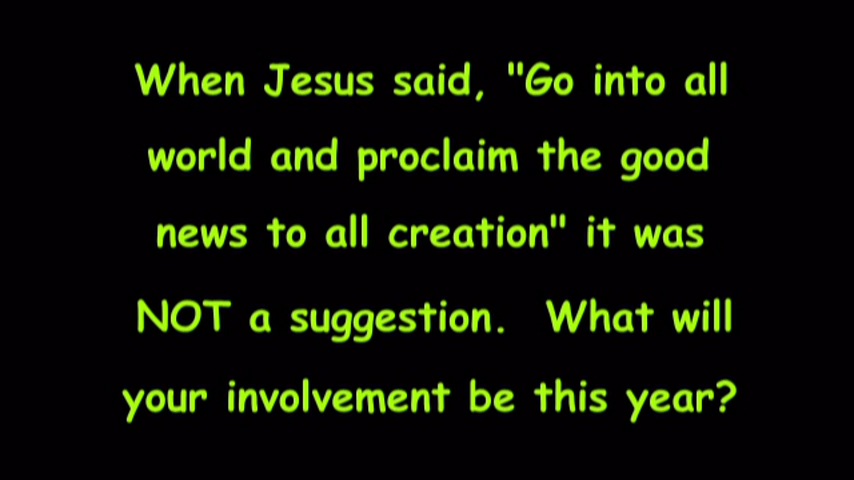 When Jesus said, "Go into all
world and proclaim the good
news to all creation" it was
NOT a suggestion.  What will
your involvement be this year?